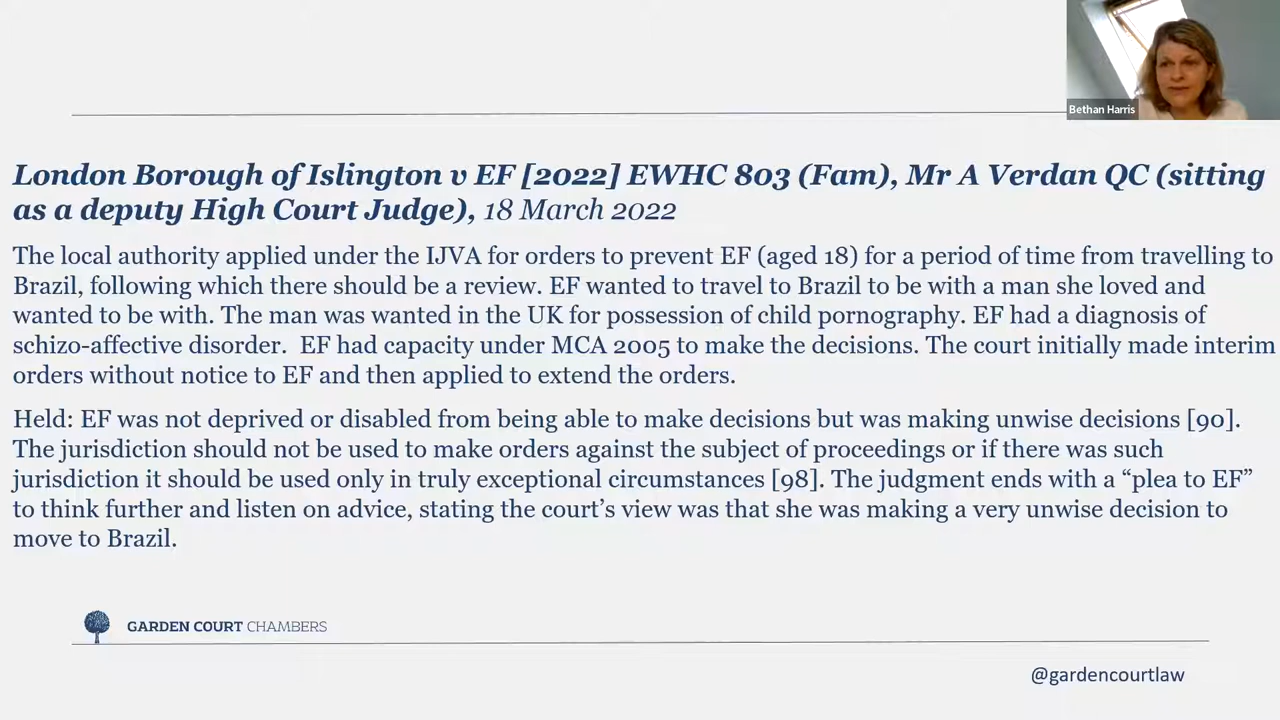 Bethan Harris
London Borough of Islington v EF [2022] EWHC 803 (Fam), Mr A Verdan QC (sitting
as a deputy High Court Judge), 18 March 2022
The local authority applied under the IJVA for orders to prevent EF (aged 18) for a period of time from travelling to
Brazil, following which there should be a review. EF wanted to travel to Brazil to be with a man she loved and
wanted to be with. The man was wanted in the UK for possession of child pornography. EF had a diagnosis of
schizo-affective disorder.  EF had capacity under MCA 2005 to make the decisions. The court initially made interim
orders without notice to EF and then applied to extend the orders.
Held: EF was not deprived or disabled from being able to make decisions but was making unwise decisions [90].
The jurisdiction should not be used to make orders against the subject of proceedings or if there was such
jurisdiction it should be used only in truly exceptional circumstances [98]. The judgment ends with a “plea to EF”
to think further and listen on advice, stating the court’s view was that she was making a very unwise decision to
move to Brazil.
GARDEN COURT CHAMBERS
@gardencourtlaw